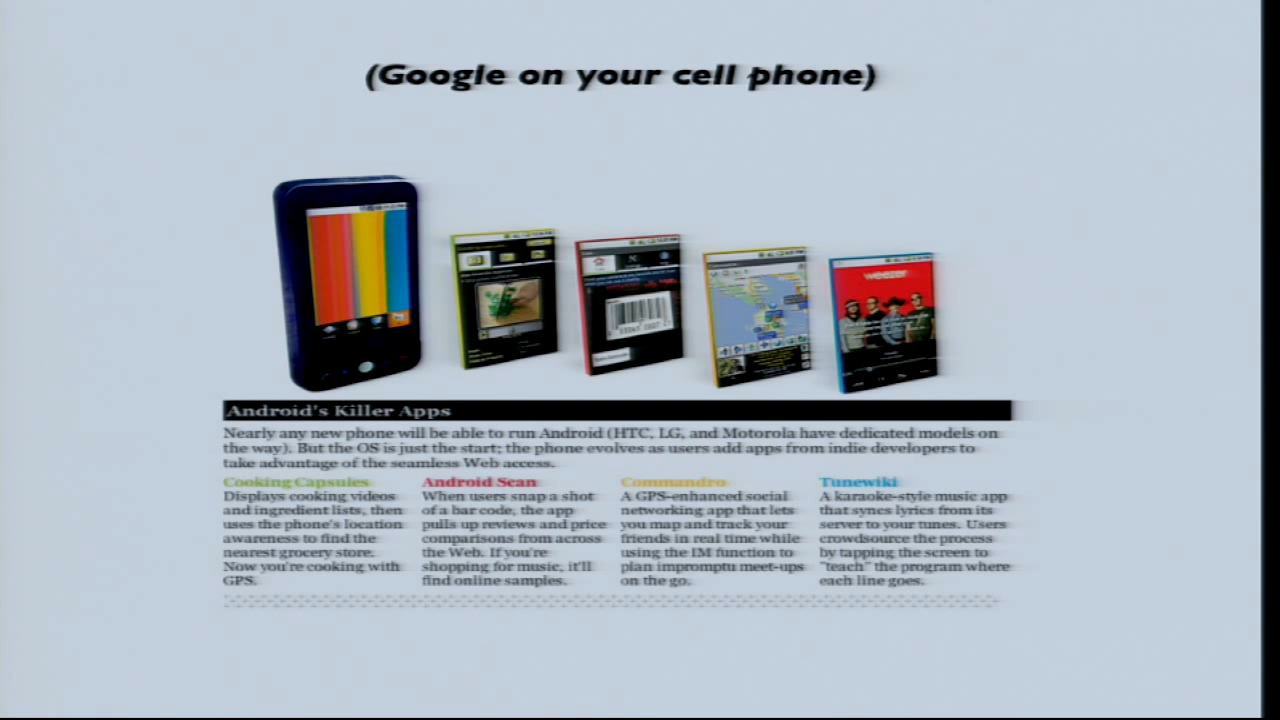 (Google on your cell phone)
weezer
Android's Killer Apps
Nearly any new phone will be able to run Android (HTC, LG, and Motorola have dedicated models on
the way). But the OS is just the start; the phone evolves as users add apps from indie developers to
take advantage of the seamless Web access.
Cooking Capsules
Displays cooking videos
and ingredient lists, then
uses the phone's location
awareness to find the
nearest grocery store.
Now you're cooking with
GPS.
Android Scan
When users snap a shot
of a bar code, the app
pulls up reviews and price
comparisons from across
the Web. If you're
shopping for music, it'll
find online samples.
Commandro
A GPS-enhanced social
networking app that lets
you map and track your
friends in real time while
using the IM function to
plan impromptu meet-ups
on the go.
Tunewiki
A karaoke-style music app
that syncs lyrics from its
server to your tunes. Users
crowdsource the process
by tapping the screen to
"teach" the program where
each line goes.